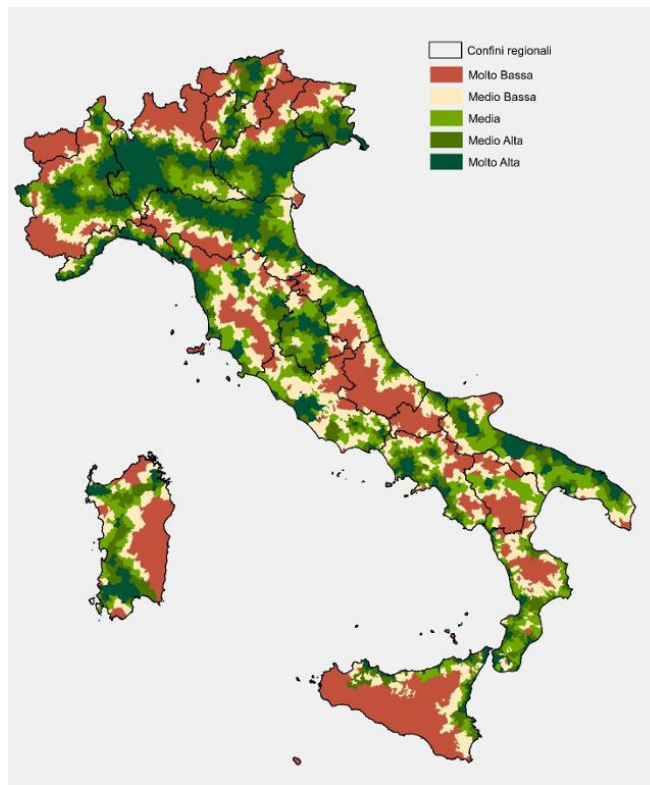 Confini regionali
Molto Bassa
Medio Bassa
Media
Medio Alta
Molto Alta